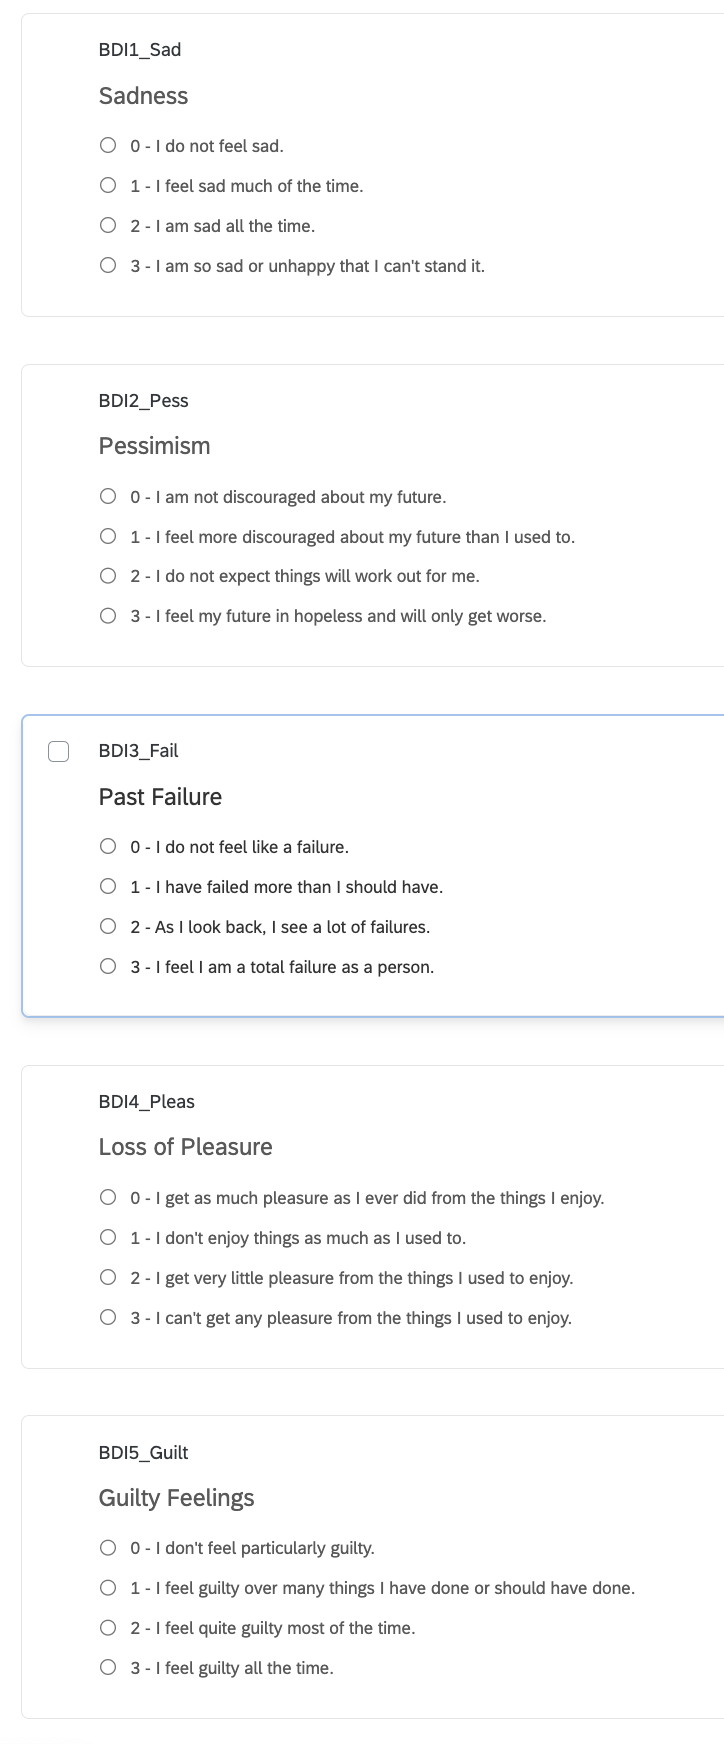 BDI1_Sad
Sadness
0 - I do not feel sad.
1 - I feel sad much of the time.
2 - I am sad all the time.
3 - I am so sad or unhappy that I can't stand it.
BDI2_Pess
Pessimism
0 - I am not discouraged about my future.
1 - I feel more discouraged about my future than I used to.
2 - I do not expect things will work out for me.
3 - I feel my future in hopeless and will only get worse.
BDI3_Fail
Past Failure
0 - I do not feel like a failure.
1 - I have failed more than I should have.
2 - As I look back, I see a lot of failures.
3 - I feel I am a total failure as a person.
BDI4_Pleas
Loss of Pleasure
0 - I get as much pleasure as I ever did from the things I enjoy.
1 - I don't enjoy things as much as I used to.
2 - I get very little pleasure from the things I used to enjoy.
3 - I can't get any pleasure from the things I used to enjoy.
BDI5_Guilt
Guilty Feelings
0 - I don't feel particularly guilty.
1 - I feel guilty over many things I have done or should have done.
2 - I feel quite guilty most of the time.
3 - I feel guilty all the time.